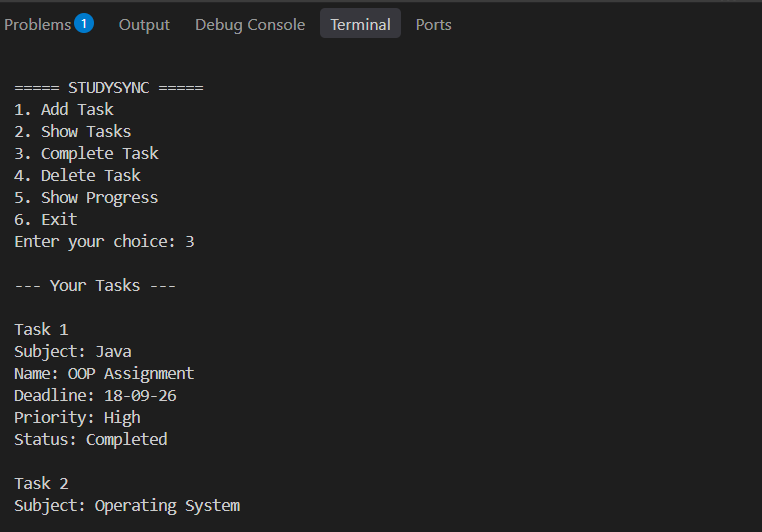 Problems 1 Output Debug Console Terminal Ports
===== STUDYSYNC =====
1. Add Task
2. Show Tasks
3. Complete Task
4. Delete Task
5. Show Progress
6. Exit
Enter your choice: 3
--- Your Tasks ---
Task 1
Subject: Java
Name: OOP Assignment
Deadline: 18-09-26
Priority: High
Status: Completed
Task 2
Subject: Operating System